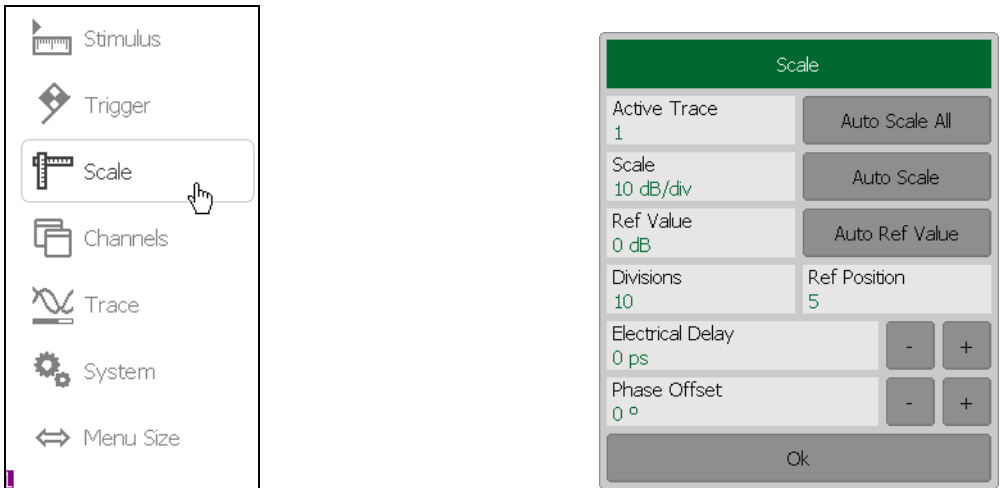 Stimulus
Trigger
Scale
Channels
Trace
System
Menu Size
Scale
Active Trace
1
Auto Scale All
Scale
10 dB/div
Auto Scale
Ref Value
0 dB
Auto Ref Value
Divisions
10
Ref Position
5
Electrical Delay
0 ps
- +
Phase Offset
0 °
- +
Ok